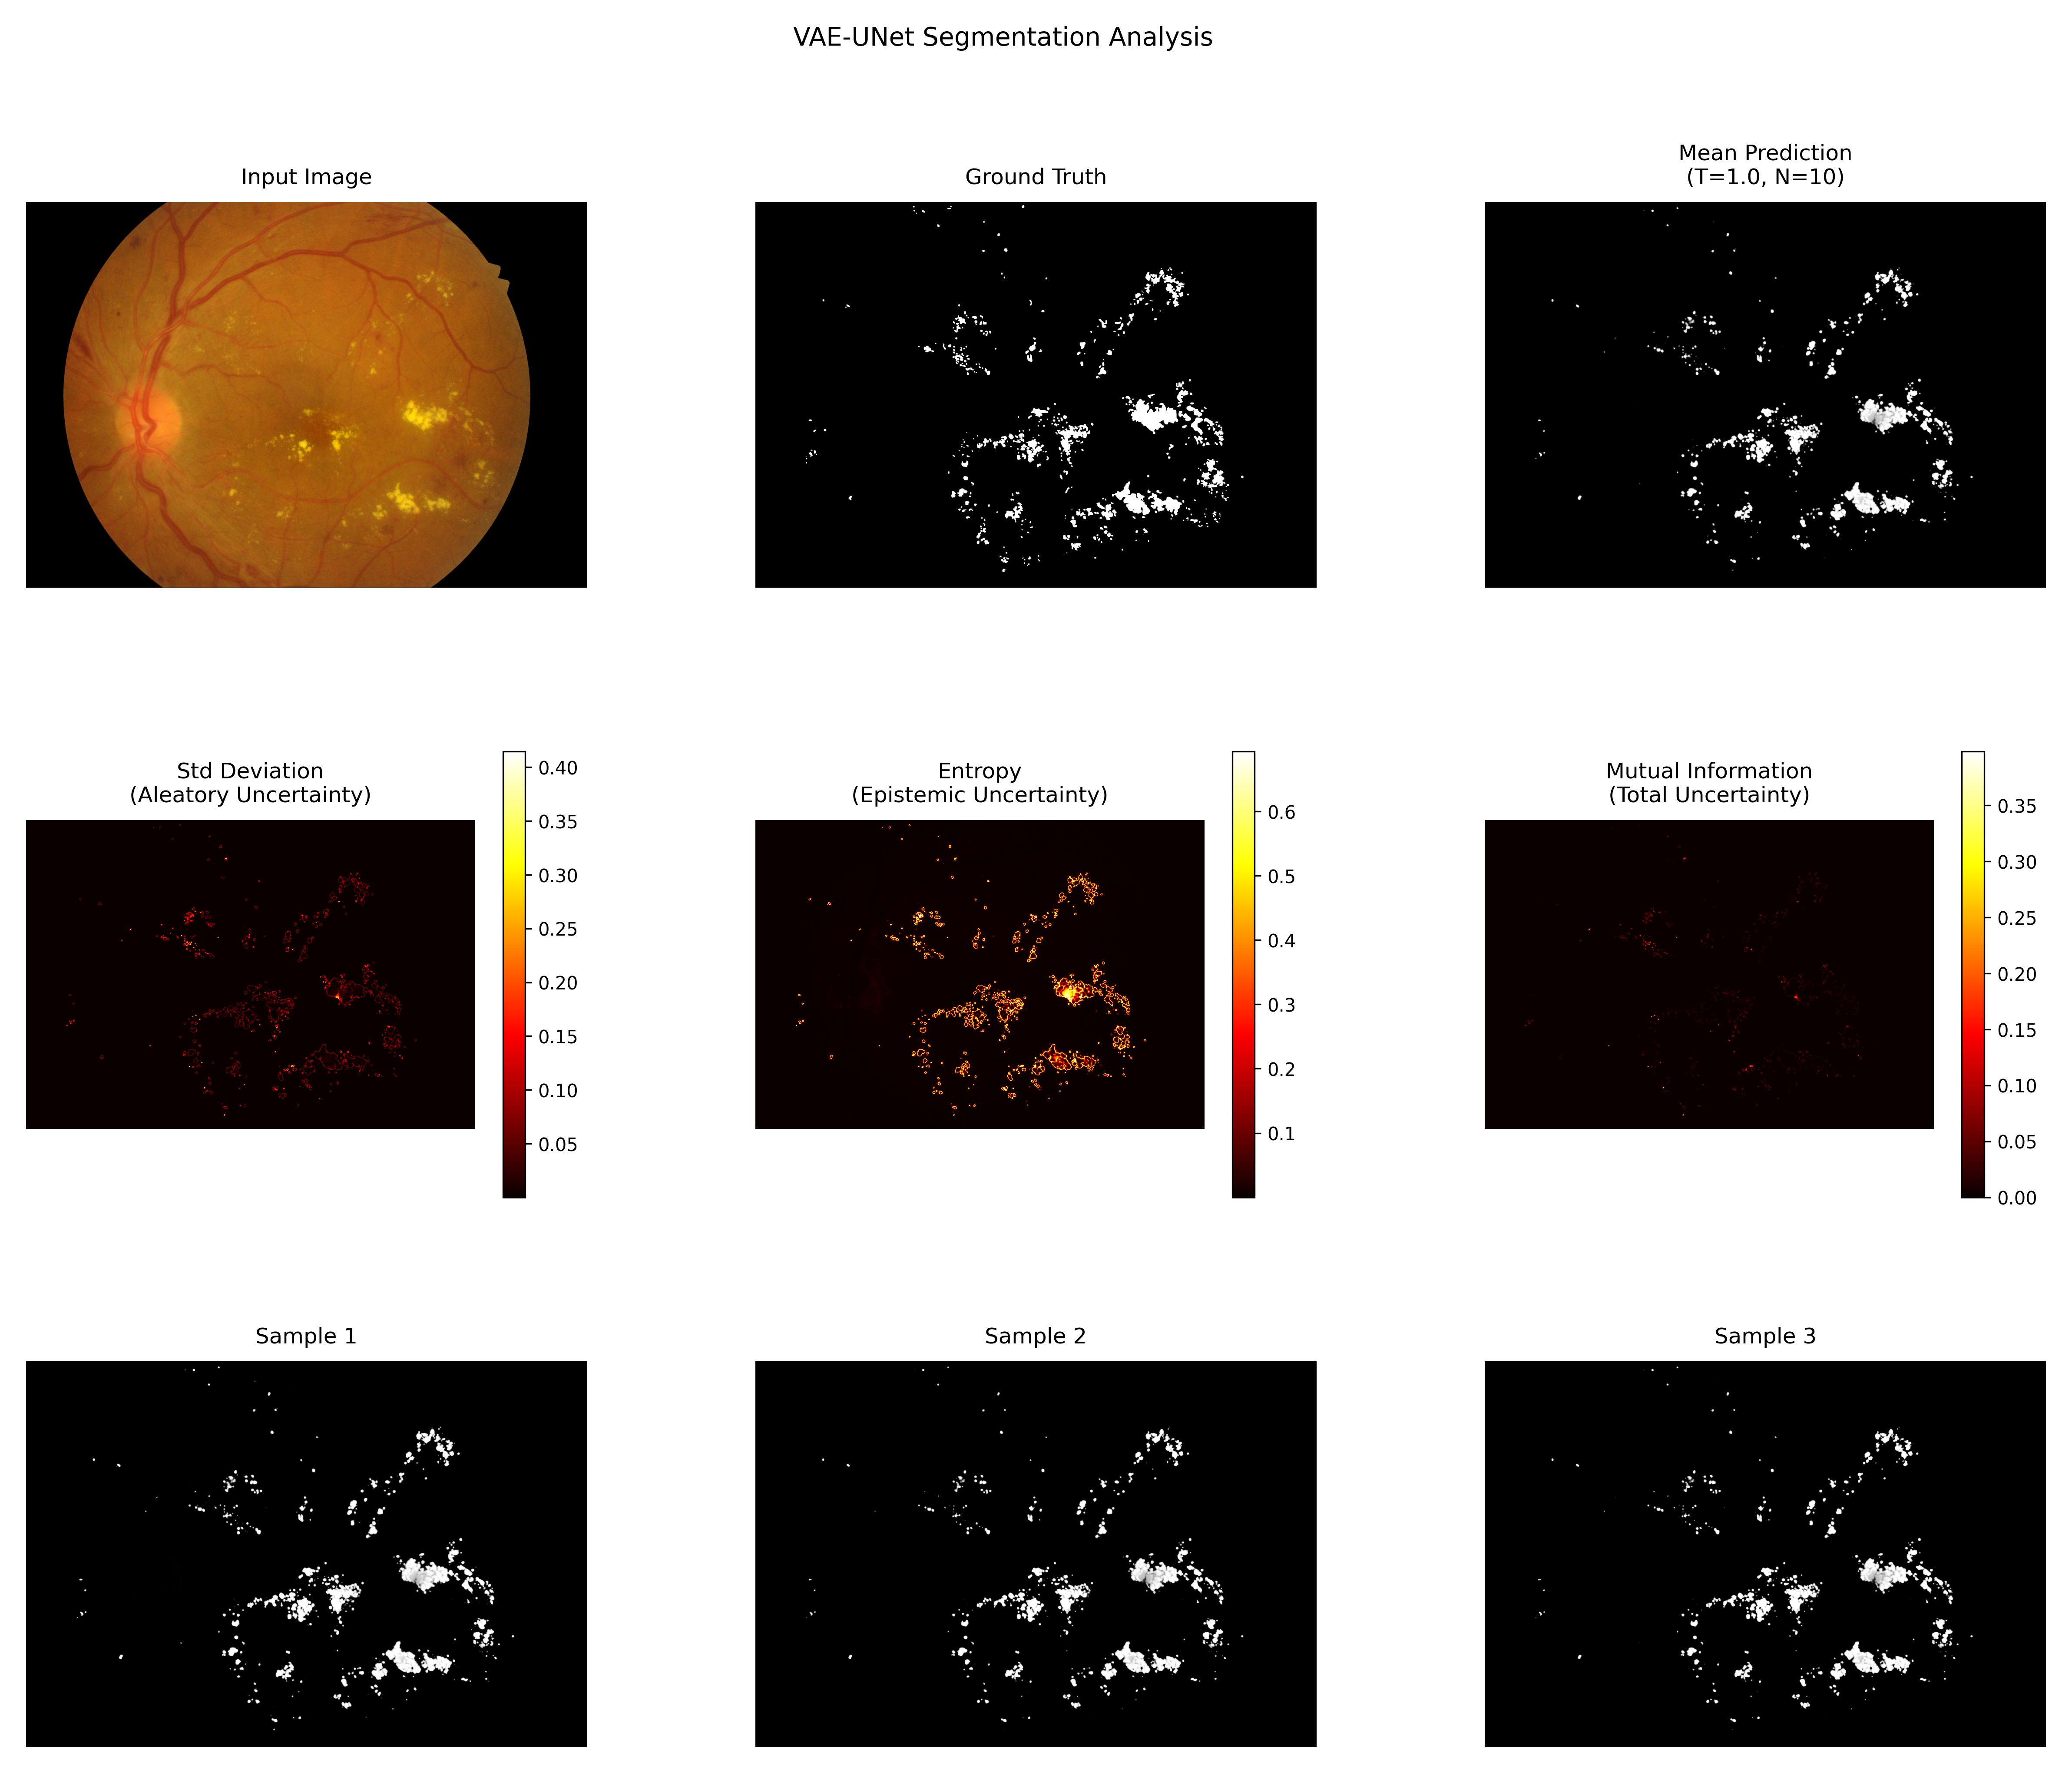 VAE-UNet Segmentation Analysis
Input Image
Ground Truth
Mean Prediction
(T=1.0, N=10)
Std Deviation
(Aleatory Uncertainty)
0.40
0.35
0.30
0.25
0.20
0.15
0.10
0.05
Entropy
(Epistemic Uncertainty)
0.6
0.5
0.4
0.3
0.2
0.1
Mutual Information
(Total Uncertainty)
0.35
0.30
0.25
0.20
0.15
0.10
0.05
0.00
Sample 1
Sample 2
Sample 3